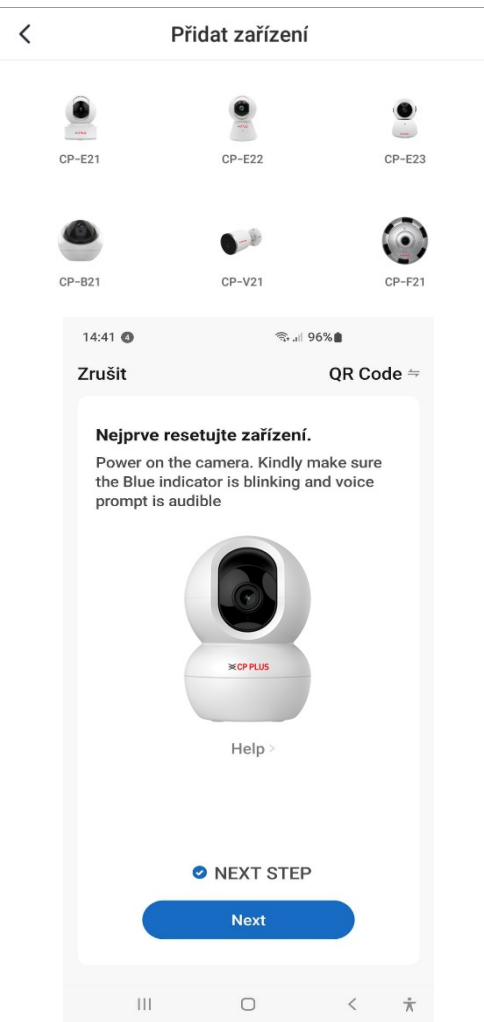 Přidat zařízení
CP-E21 CP-E22 CP-E23
CP-B21 CP-V21 CP-F21
14:41 4 96%
Zrušit QR Code
Nejprve resetujte zařízení.
Power on the camera. Kindly make sure
the Blue indicator is blinking and voice
prompt is audible
CP PLUS
Help >
NEXT STEP
Next